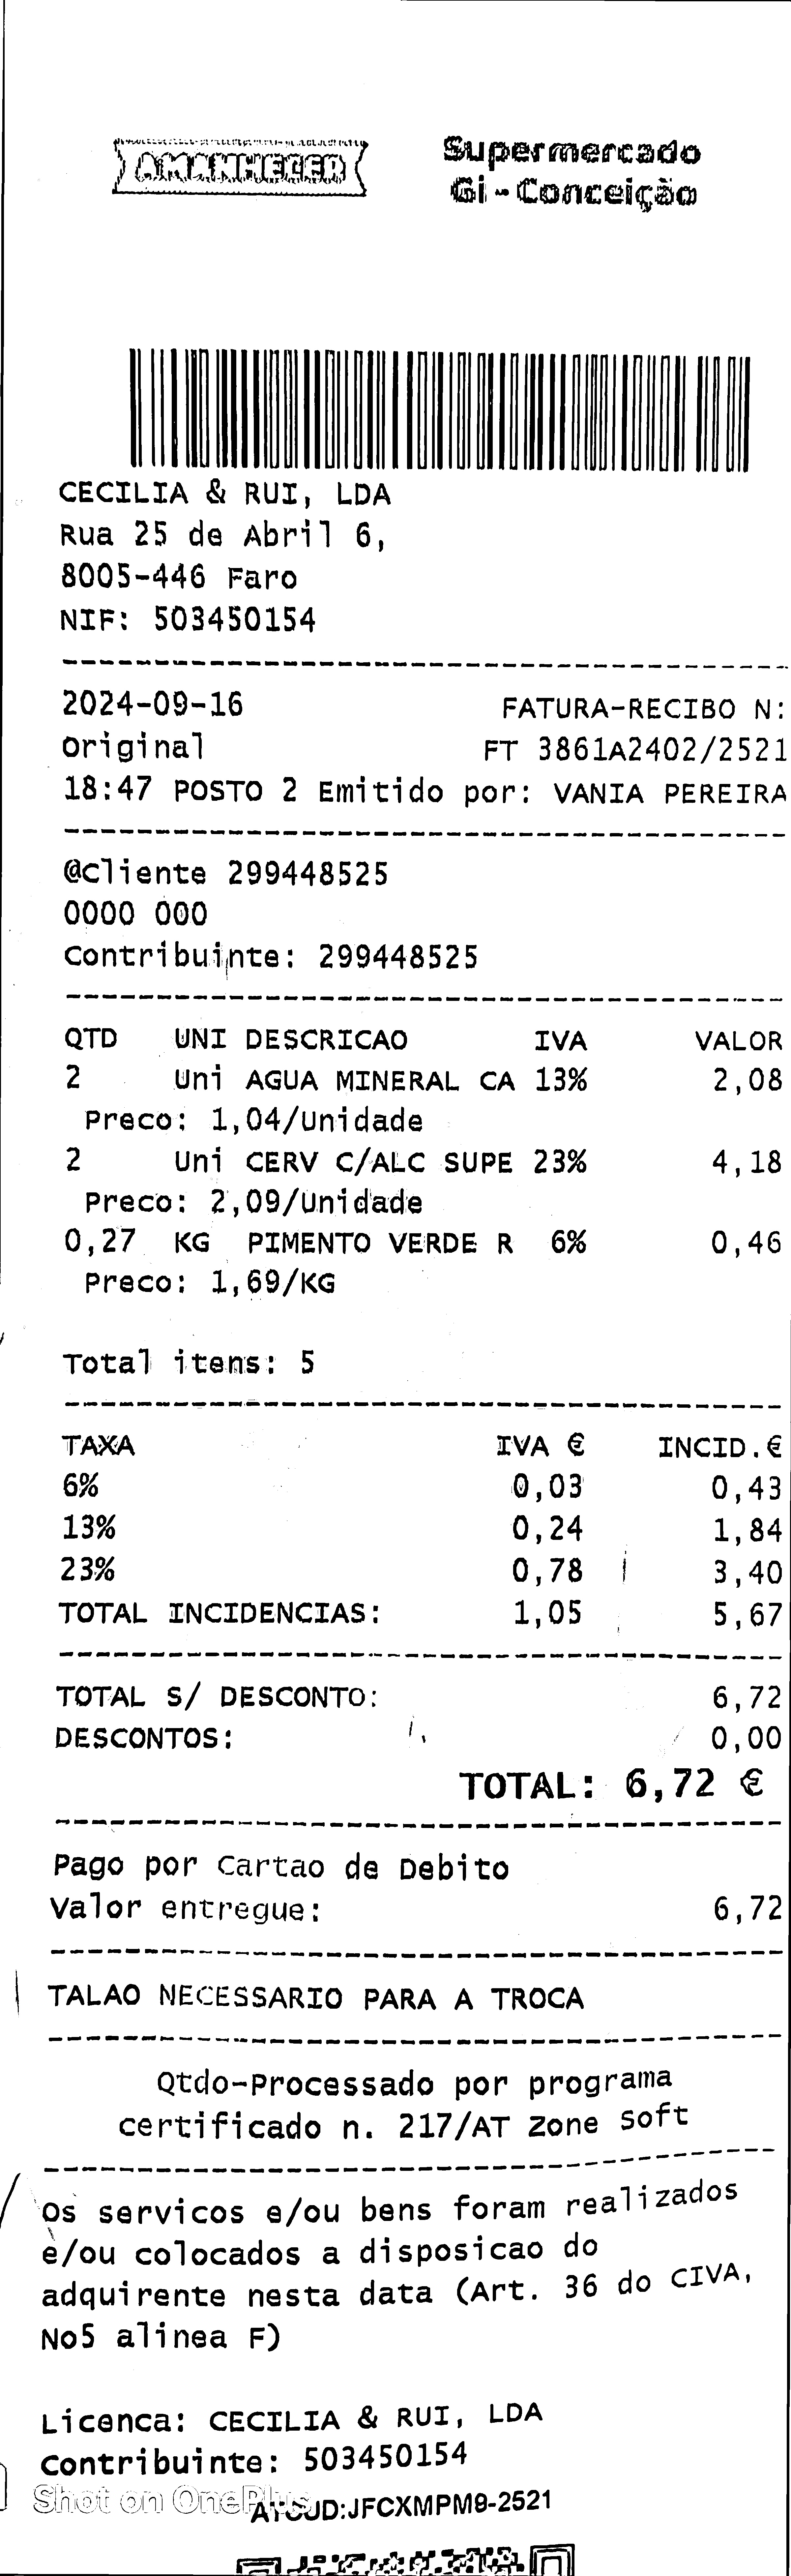 AMANHECER
Supermercado
Gi-Conceição
CECILIA & RUI, LDA
Rua 25 de Abril 6,
8005-446 Faro
NIF: 503450154
2024-09-16 FATURA-RECIBO N:
Original FT 3861A2402/2521
18:47 POSTO 2 Emitido por: VANIA PEREIRA
@Cliente 299448525
0000 000
Contribuinte: 299448525
QTD UNI DESCRICAO IVA VALOR
2 Uni AGUA MINERAL CA 13% 2,08
Preco: 1,04/Unidade
2 Uni CERV C/ALC SUPE 23% 4,18
Preco: 2,09/Unidade
0,27 KG PIMENTO VERDE R 6% 0,46
Preco: 1,69/KG
Total itens: 5
TAXA IVA € INCID.€
6% 0,03 0,43
13% 0,24 1,84
23% 0,78 3,40
TOTAL INCIDENCIAS: 1,05 5,67
TOTAL S/ DESCONTO: 6,72
DESCONTOS: 0,00
TOTAL: 6,72 €
Pago por Cartao de Debito
Valor entregue: 6,72
TALAO NECESSARIO PARA A TROCA
Qtdo-Processado por programa
certificado n. 217/AT Zone Soft
Os servicos e/ou bens foram realizados
e/ou colocados a disposicao do
adquirente nesta data (Art. 36 do CIVA,
No5 alinea F)
Licenca: CECILIA & RUI, LDA
Contribuinte: 503450154
Shot on OnePlus
ATCUD:JFCXMPM9-2521